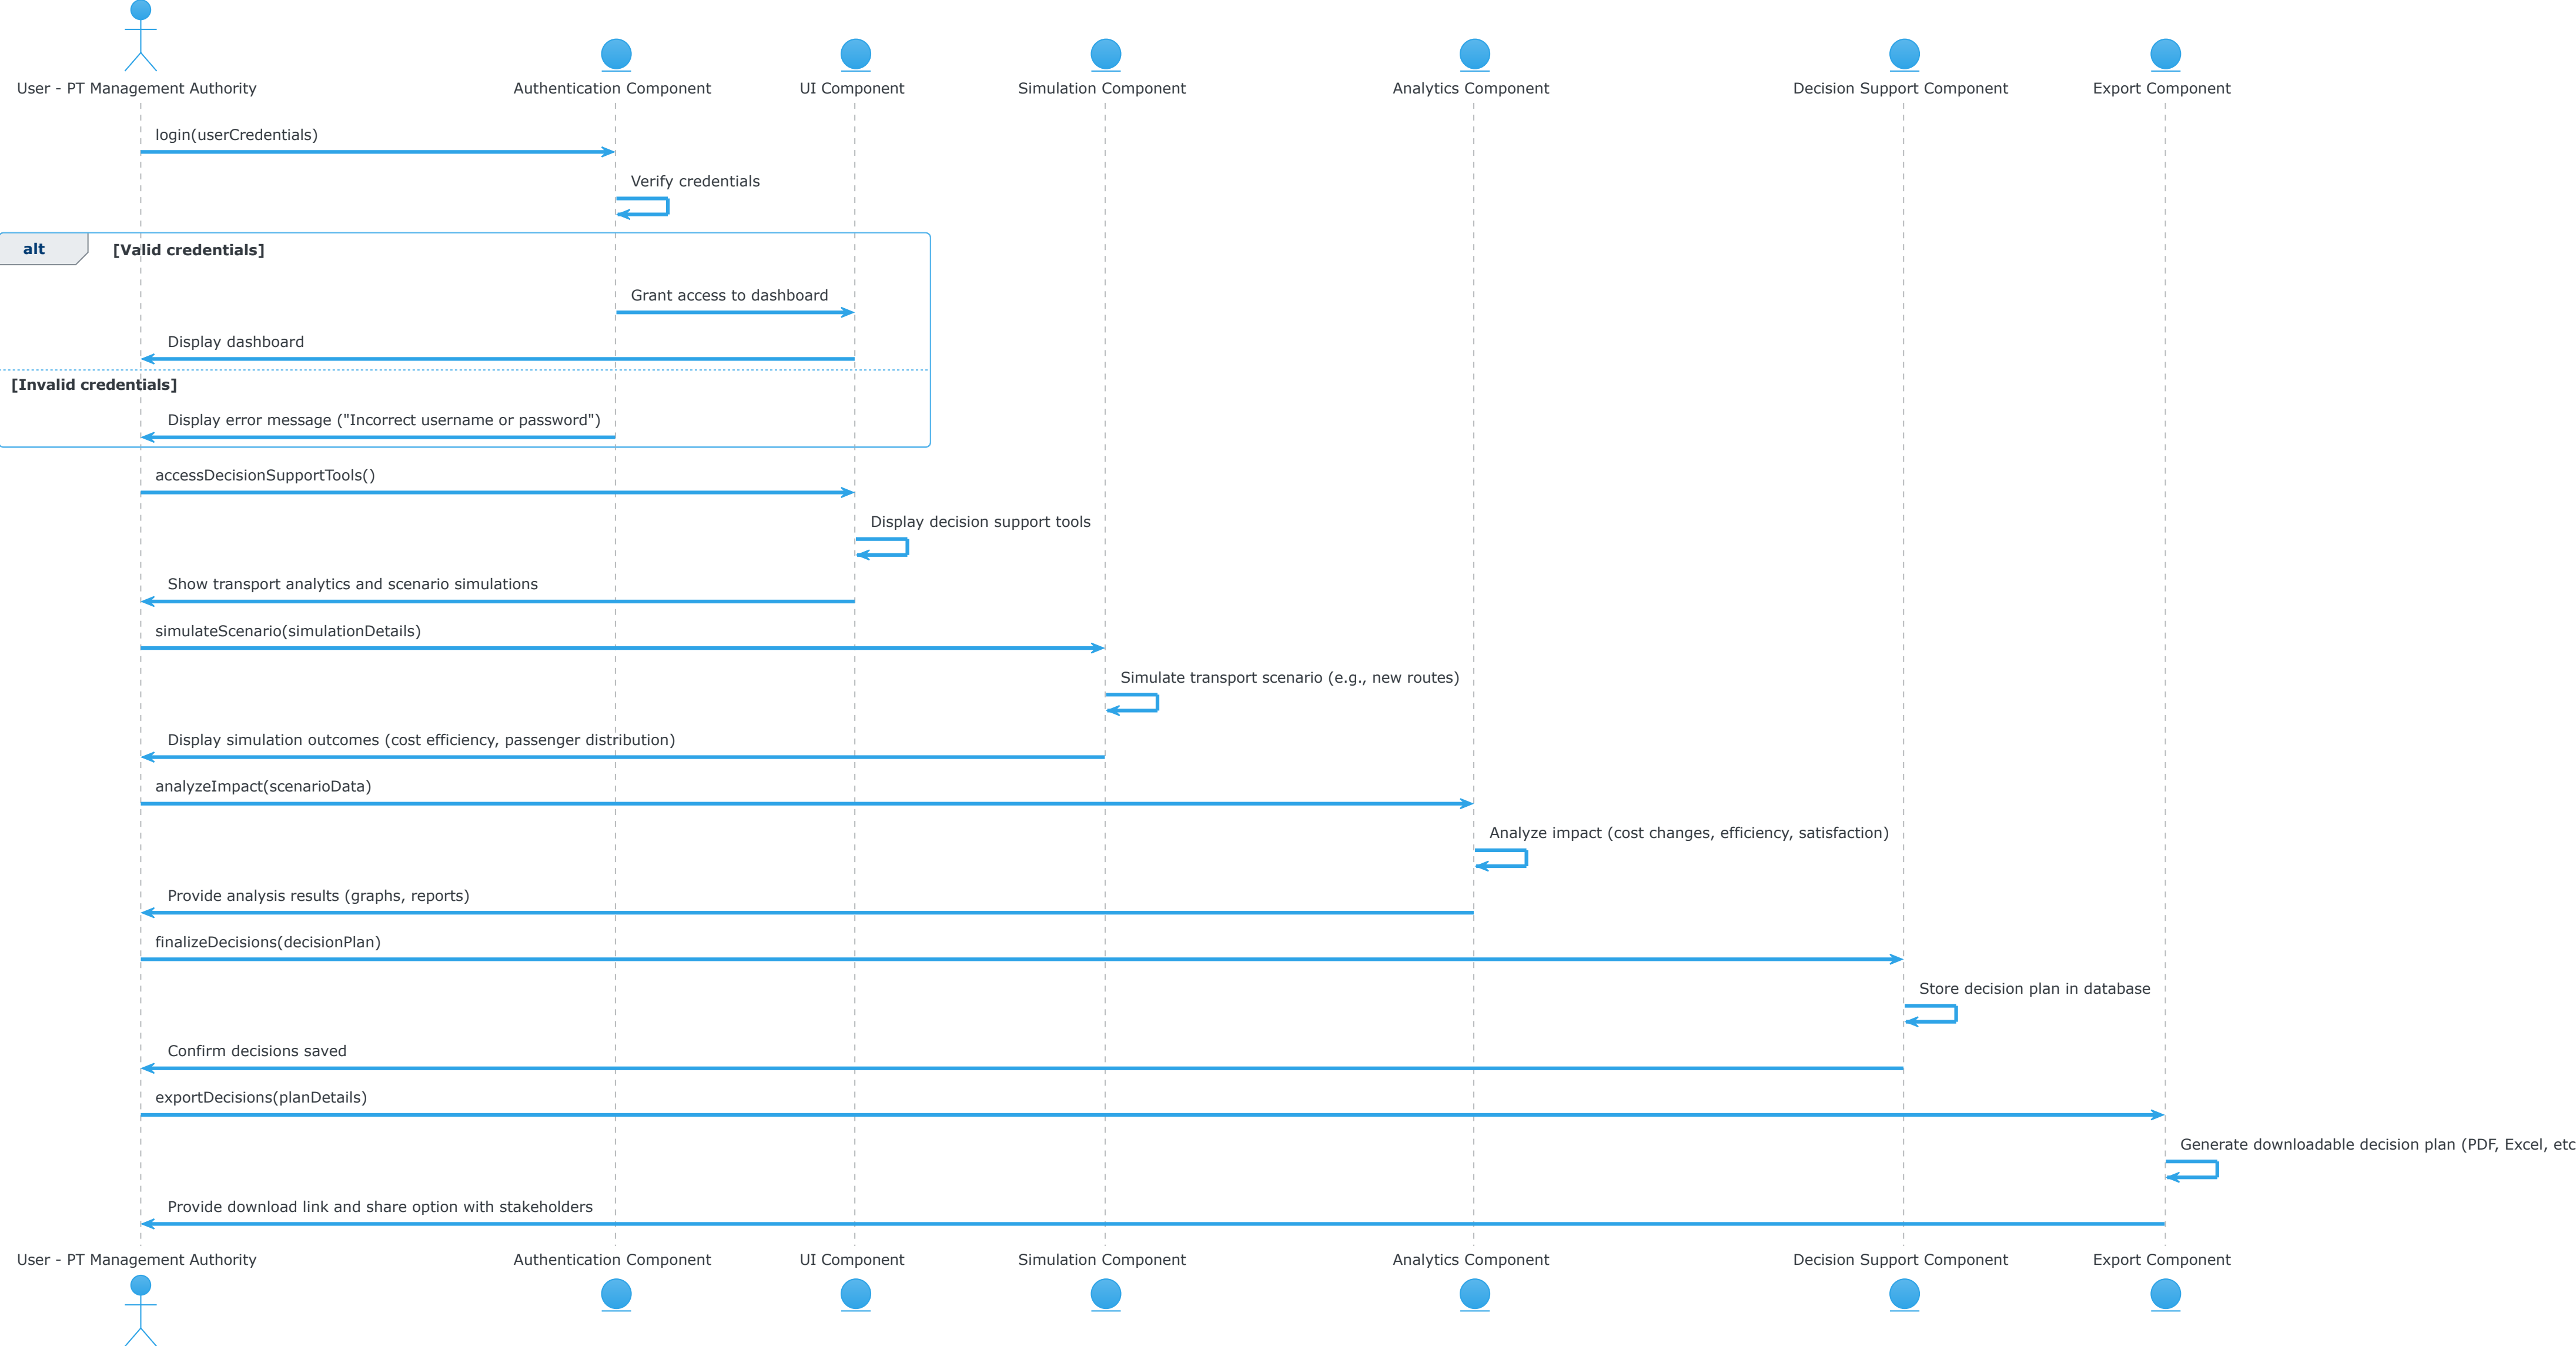 User - PT Management Authority
Authentication Component
UI Component
Simulation Component
Analytics Component
Decision Support Component
Export Component
login(userCredentials)
Verify credentials
alt
[Valid credentials]
Grant access to dashboard
Display dashboard
[Invalid credentials]
Display error message ("Incorrect username or password")
accessDecisionSupportTools()
Display decision support tools
Show transport analytics and scenario simulations
simulateScenario(simulationDetails)
Simulate transport scenario (e.g., new routes)
Display simulation outcomes (cost efficiency, passenger distribution)
analyzeImpact(scenarioData)
Analyze impact (cost changes, efficiency, satisfaction)
Provide analysis results (graphs, reports)
finalizeDecisions(decisionPlan)
Store decision plan in database
Confirm decisions saved
exportDecisions(planDetails)
Generate downloadable decision plan (PDF, Excel, etc
Provide download link and share option with stakeholders
User - PT Management Authority
Authentication Component
UI Component
Simulation Component
Analytics Component
Decision Support Component
Export Component